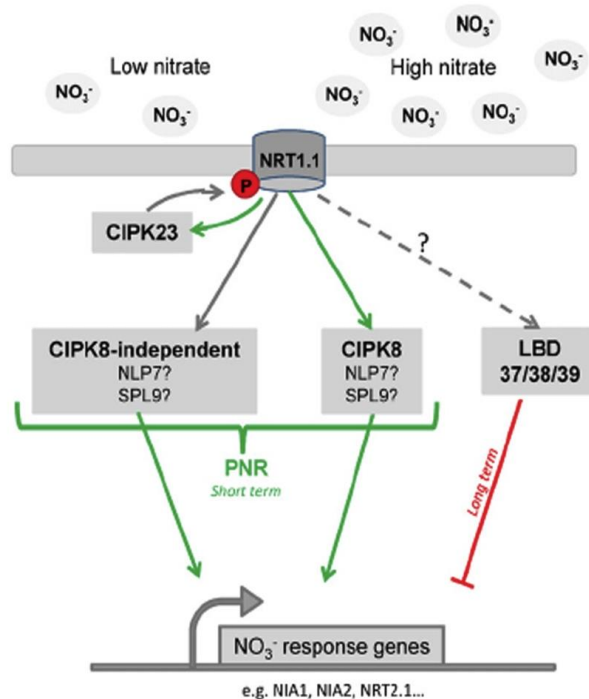 Low nitrate
High nitrate
NO₃⁻
NO₃⁻
NO₃⁻
NO₃⁻
NO₃⁻
NO₃⁻
NO₃⁻
NO₃⁻
NRT1.1
P
CIPK23
?
CIPK8-independent
NLP7?
SPL9?
CIPK8
NLP7?
SPL9?
LBD
37/38/39
PNR
Short term
Long term
NO₃⁻ response genes
e.g. NIA1, NIA2, NRT2.1...